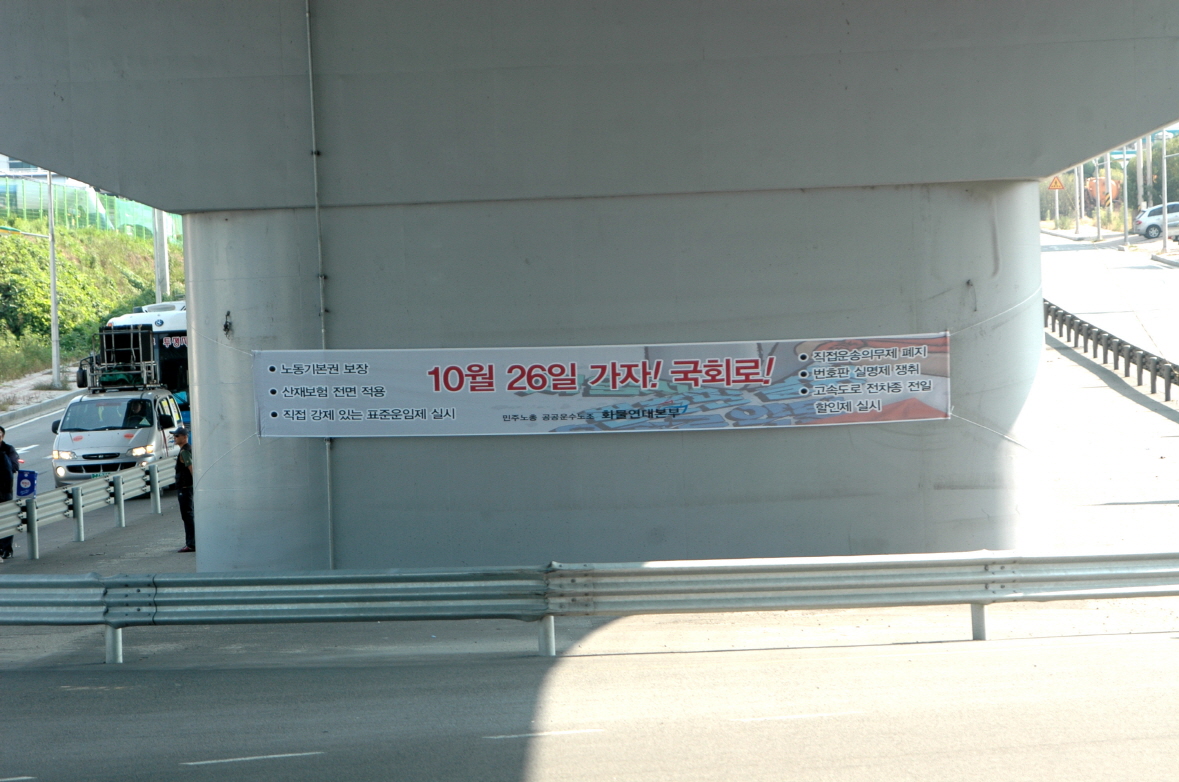 • 노동기본권 보장
• 산재보험 전면 적용
• 직접 강제 있는 표준운임제 실시
10월 26일 가자! 국회로!
민주노총 공공운수노조 화물연대본부
• 직접운송의무제 폐지
• 번호판 실명제 쟁취
• 고속도로 전차종 전일
할인제 실시